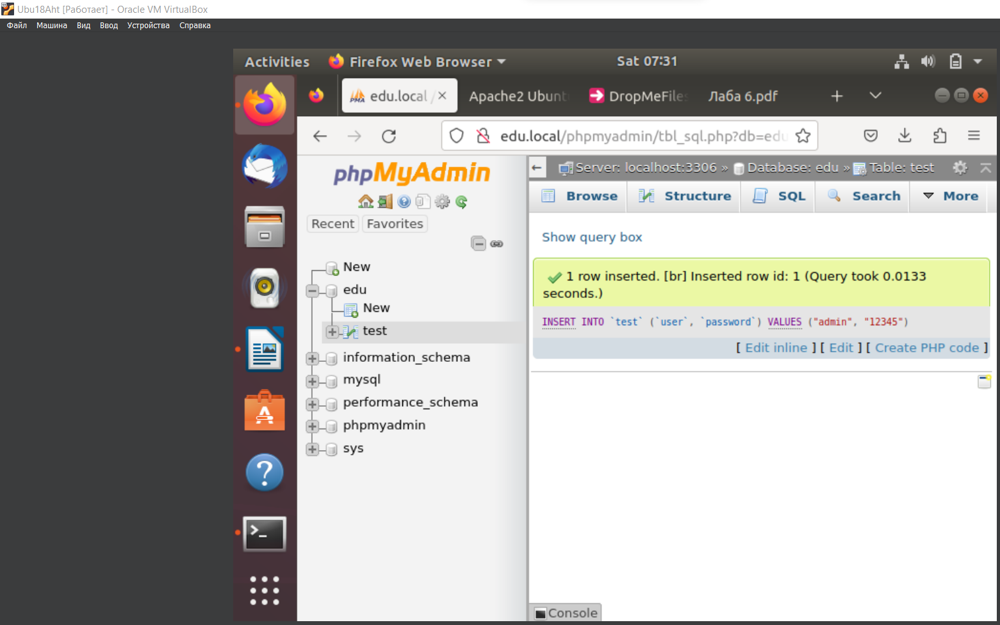 Ubu18Aht [Работает] - Oracle VM VirtualBox
Файл Машина Вид Ввод Устройства Справка
Activities Firefox Web Browser Sat 07:31
edu.local / Apache2 Ubunt DropMeFiles Лаба 6.pdf
edu.local/phpmyadmin/tbl_sql.php?db=edu
phpMyAdmin
Recent Favorites
New
edu
New
test
information_schema
mysql
performance_schema
phpmyadmin
sys
Server: localhost:3306 » Database: edu » Table: test
Browse Structure SQL Search More
Show query box
1 row inserted. [br] Inserted row id: 1 (Query took 0.0133
seconds.)
INSERT INTO `test` (`user`, `password`) VALUES ("admin", "12345")
[ Edit inline ] [ Edit ] [ Create PHP code ]
Console